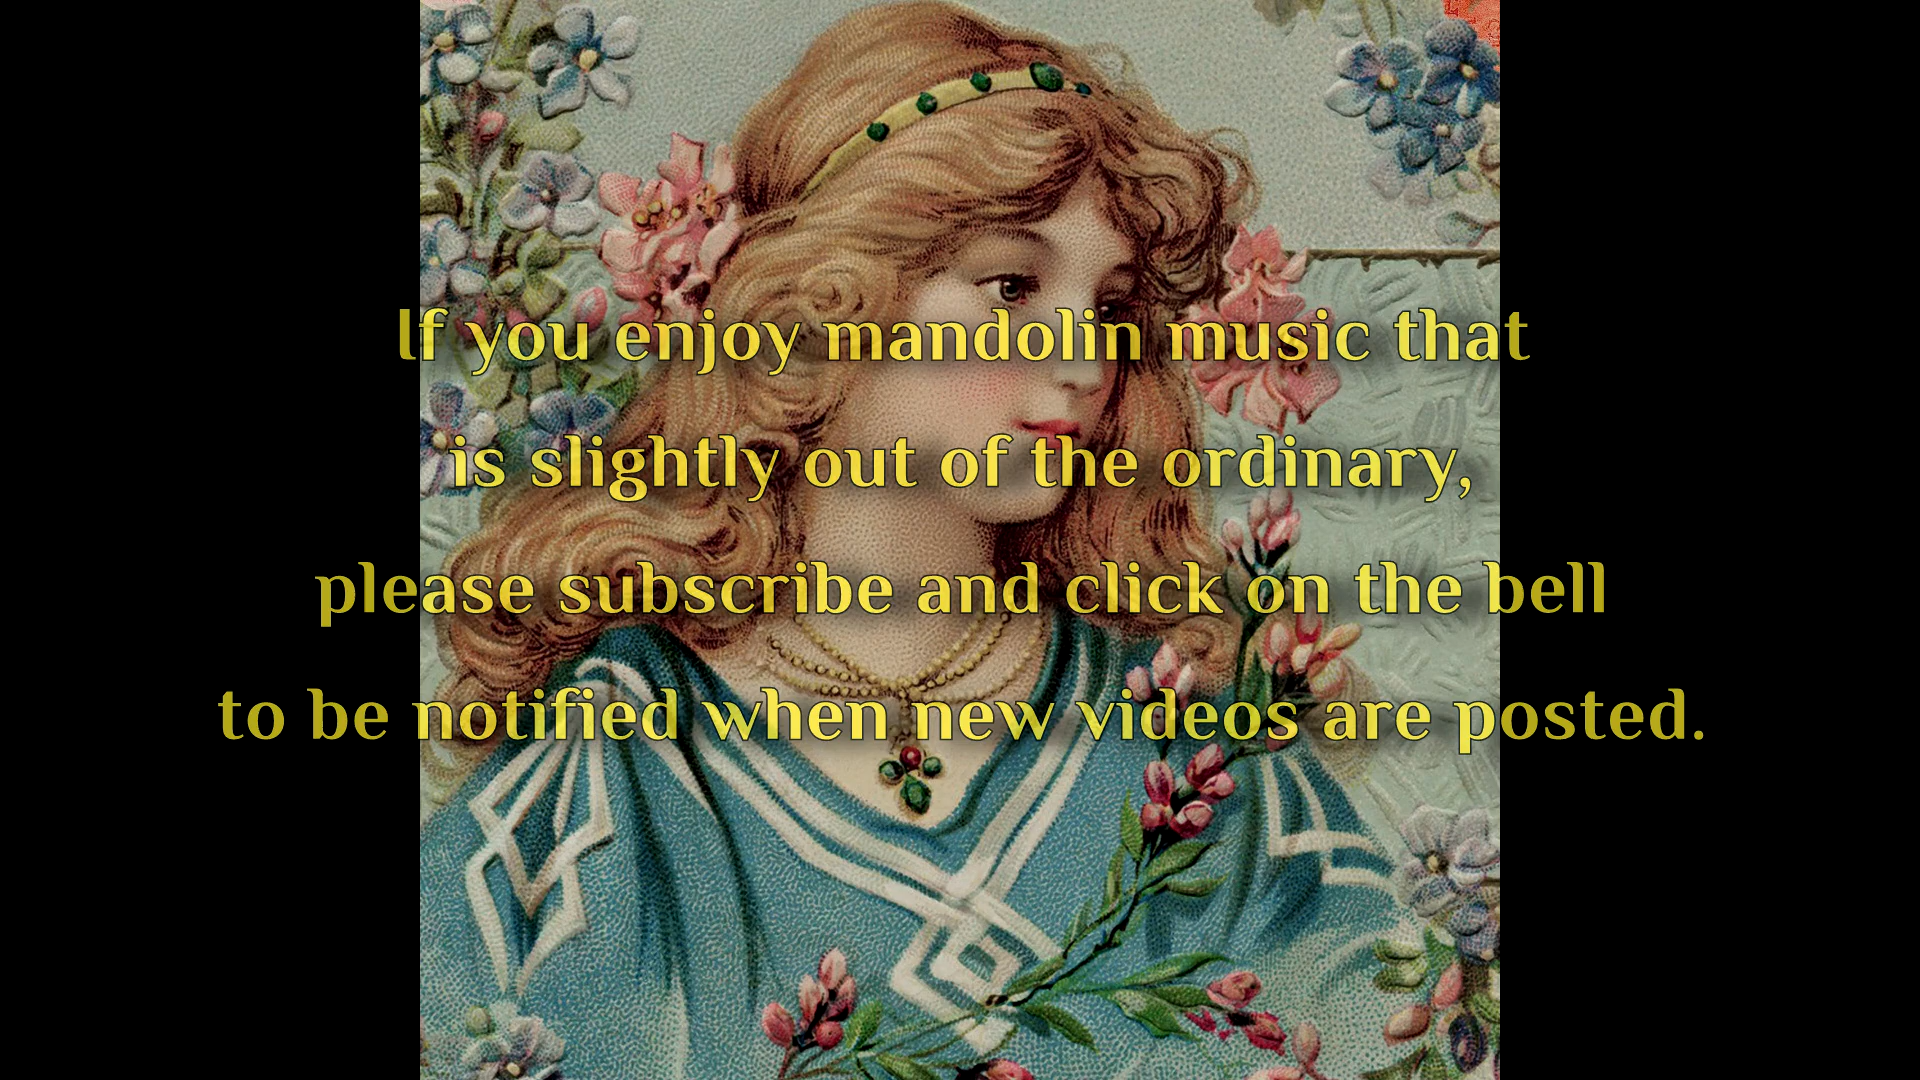 If you enjoy mandolin music that
is slightly out of the ordinary,
please subscribe and click on the bell
to be notified when new videos are posted.